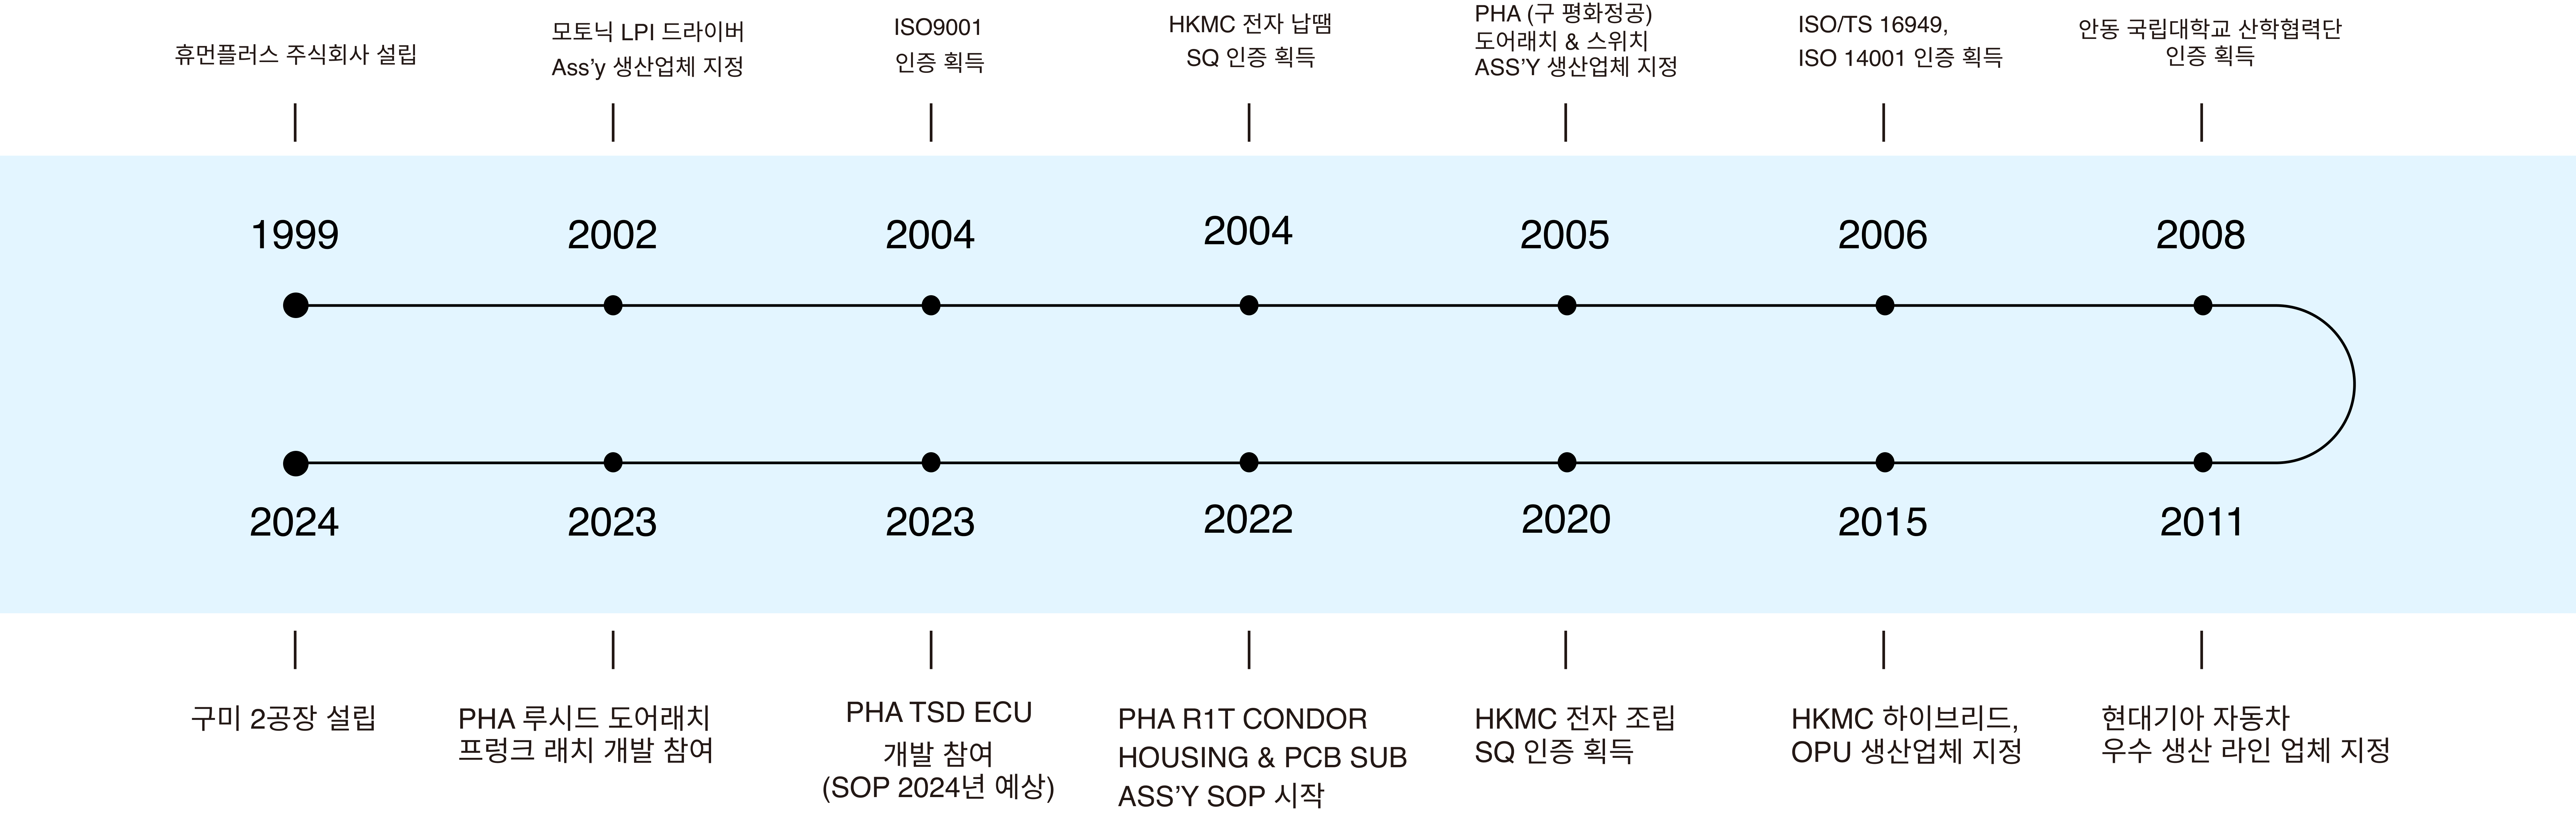 휴먼플러스 주식회사 설립
모토닉 LPI 드라이버
Ass’y 생산업체 지정
ISO9001
인증 획득
HKMC 전자 납땜
SQ 인증 획득
PHA (구 평화정공)
도어래치 & 스위치
ASS’Y 생산업체 지정
ISO/TS 16949,
ISO 14001 인증 획득
안동 국립대학교 산학협력단
인증 획득
1999
2002
2004
2004
2005
2006
2008
2024
2023
2023
2022
2020
2015
2011
구미 2공장 설립
PHA 루시드 도어래치
프렁크 래치 개발 참여
PHA TSD ECU
개발 참여
(SOP 2024년 예상)
PHA R1T CONDOR
HOUSING & PCB SUB
ASS’Y SOP 시작
HKMC 전자 조립
SQ 인증 획득
HKMC 하이브리드,
OPU 생산업체 지정
현대기아 자동차
우수 생산 라인 업체 지정